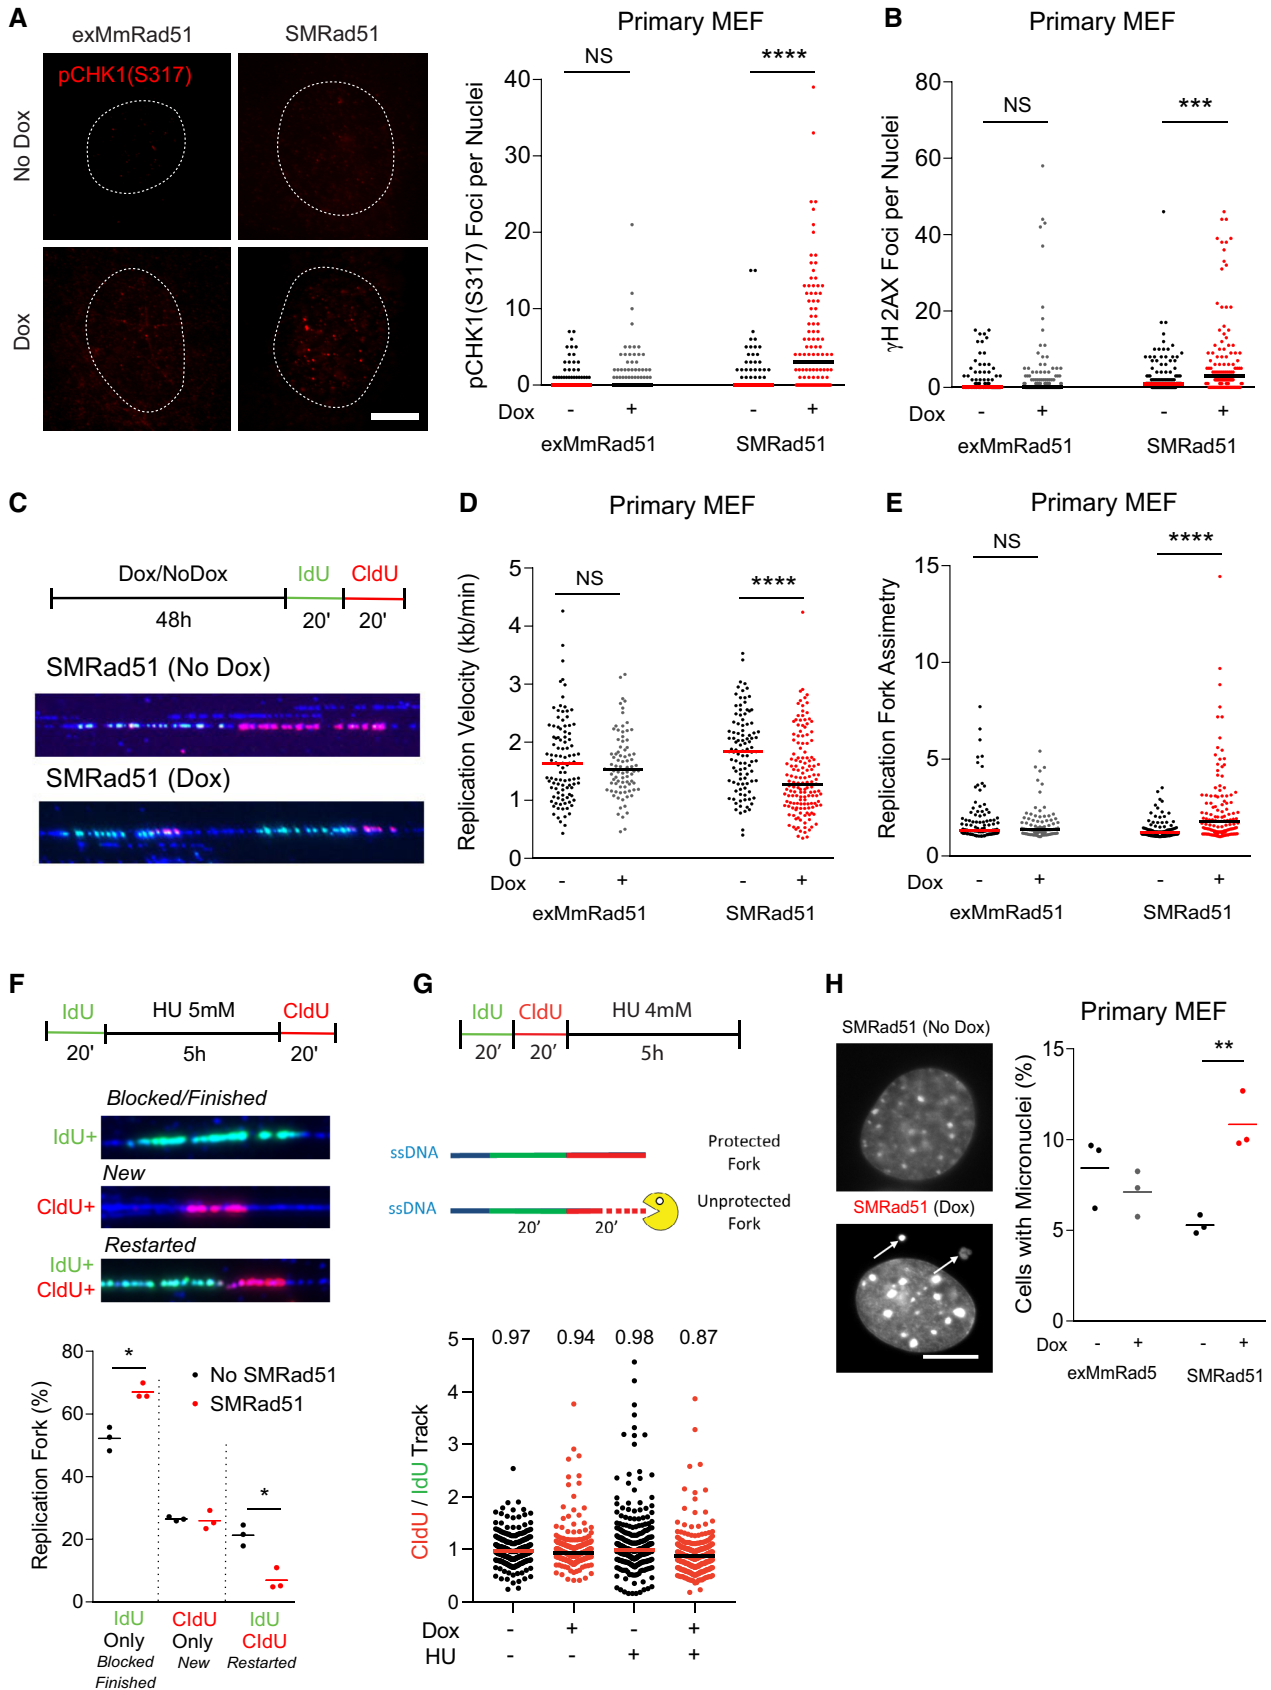 A
exMmRad51
SMRad51
No Dox
pCHK1(S317)
Dox
Primary MEF
pCHK1(S317) Foci per Nuclei
40
30
20
10
0
NS
****
Dox
-
+
-
+
exMmRad51
SMRad51
B
Primary MEF
γH 2AX Foci per Nuclei
80
60
40
20
0
NS
***
Dox
-
+
-
+
exMmRad51
SMRad51
C
Dox/NoDox
IdU
CldU
48h
20'
20'
SMRad51 (No Dox)
SMRad51 (Dox)
D
Primary MEF
Replication Velocity (kb/min)
5
4
3
2
1
0
NS
****
Dox
-
+
-
+
exMmRad51
SMRad51
E
Primary MEF
Replication Fork Assimetry
15
10
5
0
NS
****
Dox
-
+
-
+
exMmRad51
SMRad51
F
IdU
HU 5mM
CldU
20'
5h
20'
Blocked/Finished
IdU+
New
CldU+
Restarted
IdU+
CldU+
Replication Fork (%)
80
60
40
20
0
*
*
No SMRad51
SMRad51
IdU
Only
Blocked
Finished
CldU
Only
New
IdU
CldU
Restarted
G
IdU
CldU
HU 4mM
20'
20'
5h
ssDNA
Protected
Fork
ssDNA
Unprotected
Fork
20'
20'
CldU / IdU Track
5
4
3
2
1
0
0.97
0.94
0.98
0.87
Dox
-
+
-
+
HU
-
-
+
+
H
SMRad51 (No Dox)
SMRad51 (Dox)
Primary MEF
Cells with Micronuclei (%)
15
10
5
0
**
Dox
-
+
-
+
exMmRad5
SMRad51